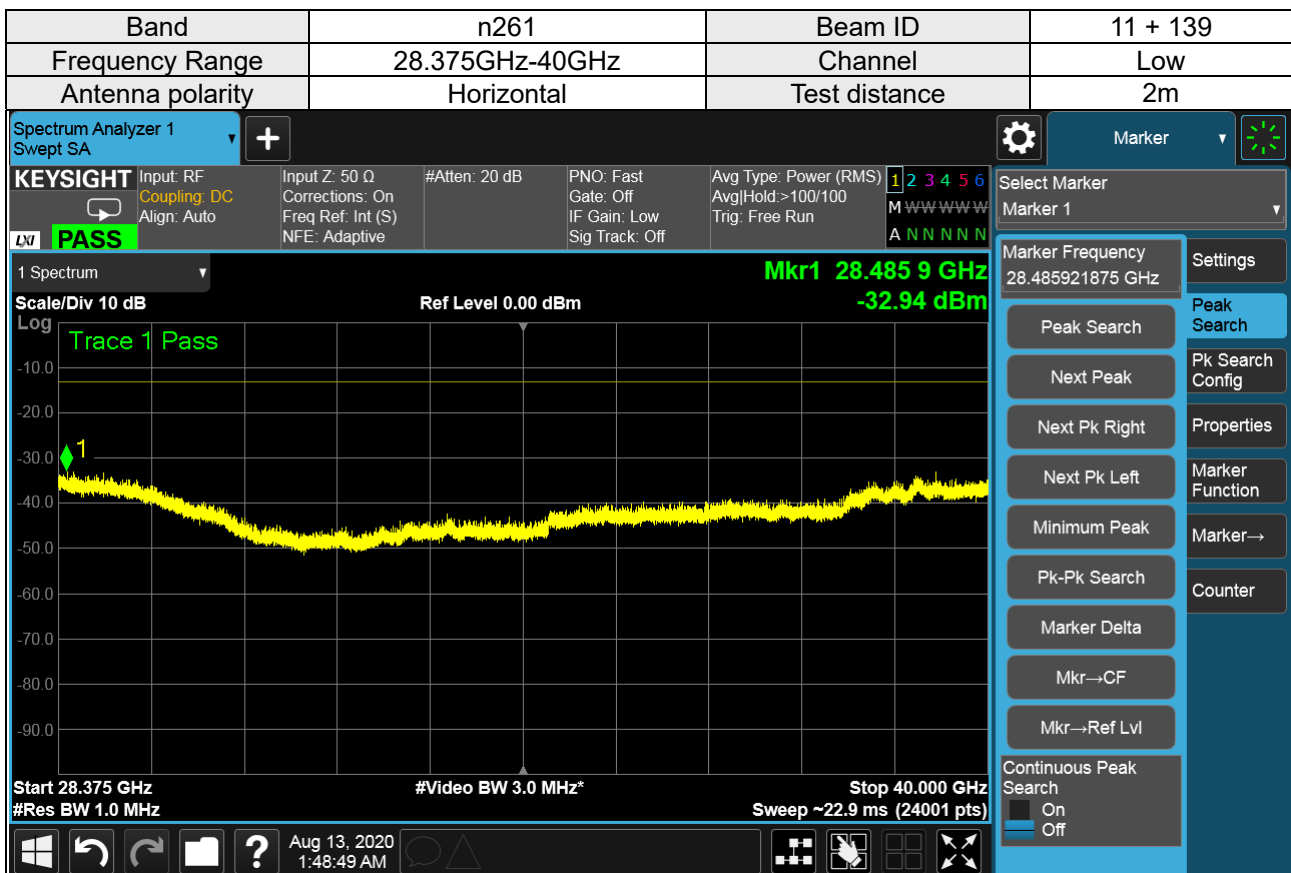 Band n261 Beam ID 11 + 139
Frequency Range 28.375GHz-40GHz Channel Low
Antenna polarity Horizontal Test distance 2m
Spectrum Analyzer 1
Swept SA
Marker
KEYSIGHT
LXI PASS
Input: RF
Coupling: DC
Align: Auto
Input Z: 50 Ω
Corrections: On
Freq Ref: Int (S)
NFE: Adaptive
#Atten: 20 dB
PNO: Fast
Gate: Off
IF Gain: Low
Sig Track: Off
Avg Type: Power (RMS)
Avg|Hold:>100/100
Trig: Free Run
1 2 3 4 5 6
M W W W W W
A N N N N N
1 Spectrum
Mkr1 28.485 9 GHz
-32.94 dBm
Scale/Div 10 dB
Ref Level 0.00 dBm
Log
Trace 1 Pass
1
-10.0
-20.0
-30.0
-40.0
-50.0
-60.0
-70.0
-80.0
-90.0
Start 28.375 GHz
#Video BW 3.0 MHz*
Stop 40.000 GHz
#Res BW 1.0 MHz
Sweep ~22.9 ms (24001 pts)
Select Marker
Marker 1
Marker Frequency
28.485921875 GHz
Peak Search
Next Peak
Next Pk Right
Next Pk Left
Minimum Peak
Pk-Pk Search
Marker Delta
Mkr→CF
Mkr→Ref Lvl
Continuous Peak
Search
On
Off
Settings
Peak
Search
Pk Search
Config
Properties
Marker
Function
Marker→
Counter
?
Aug 13, 2020
1:48:49 AM